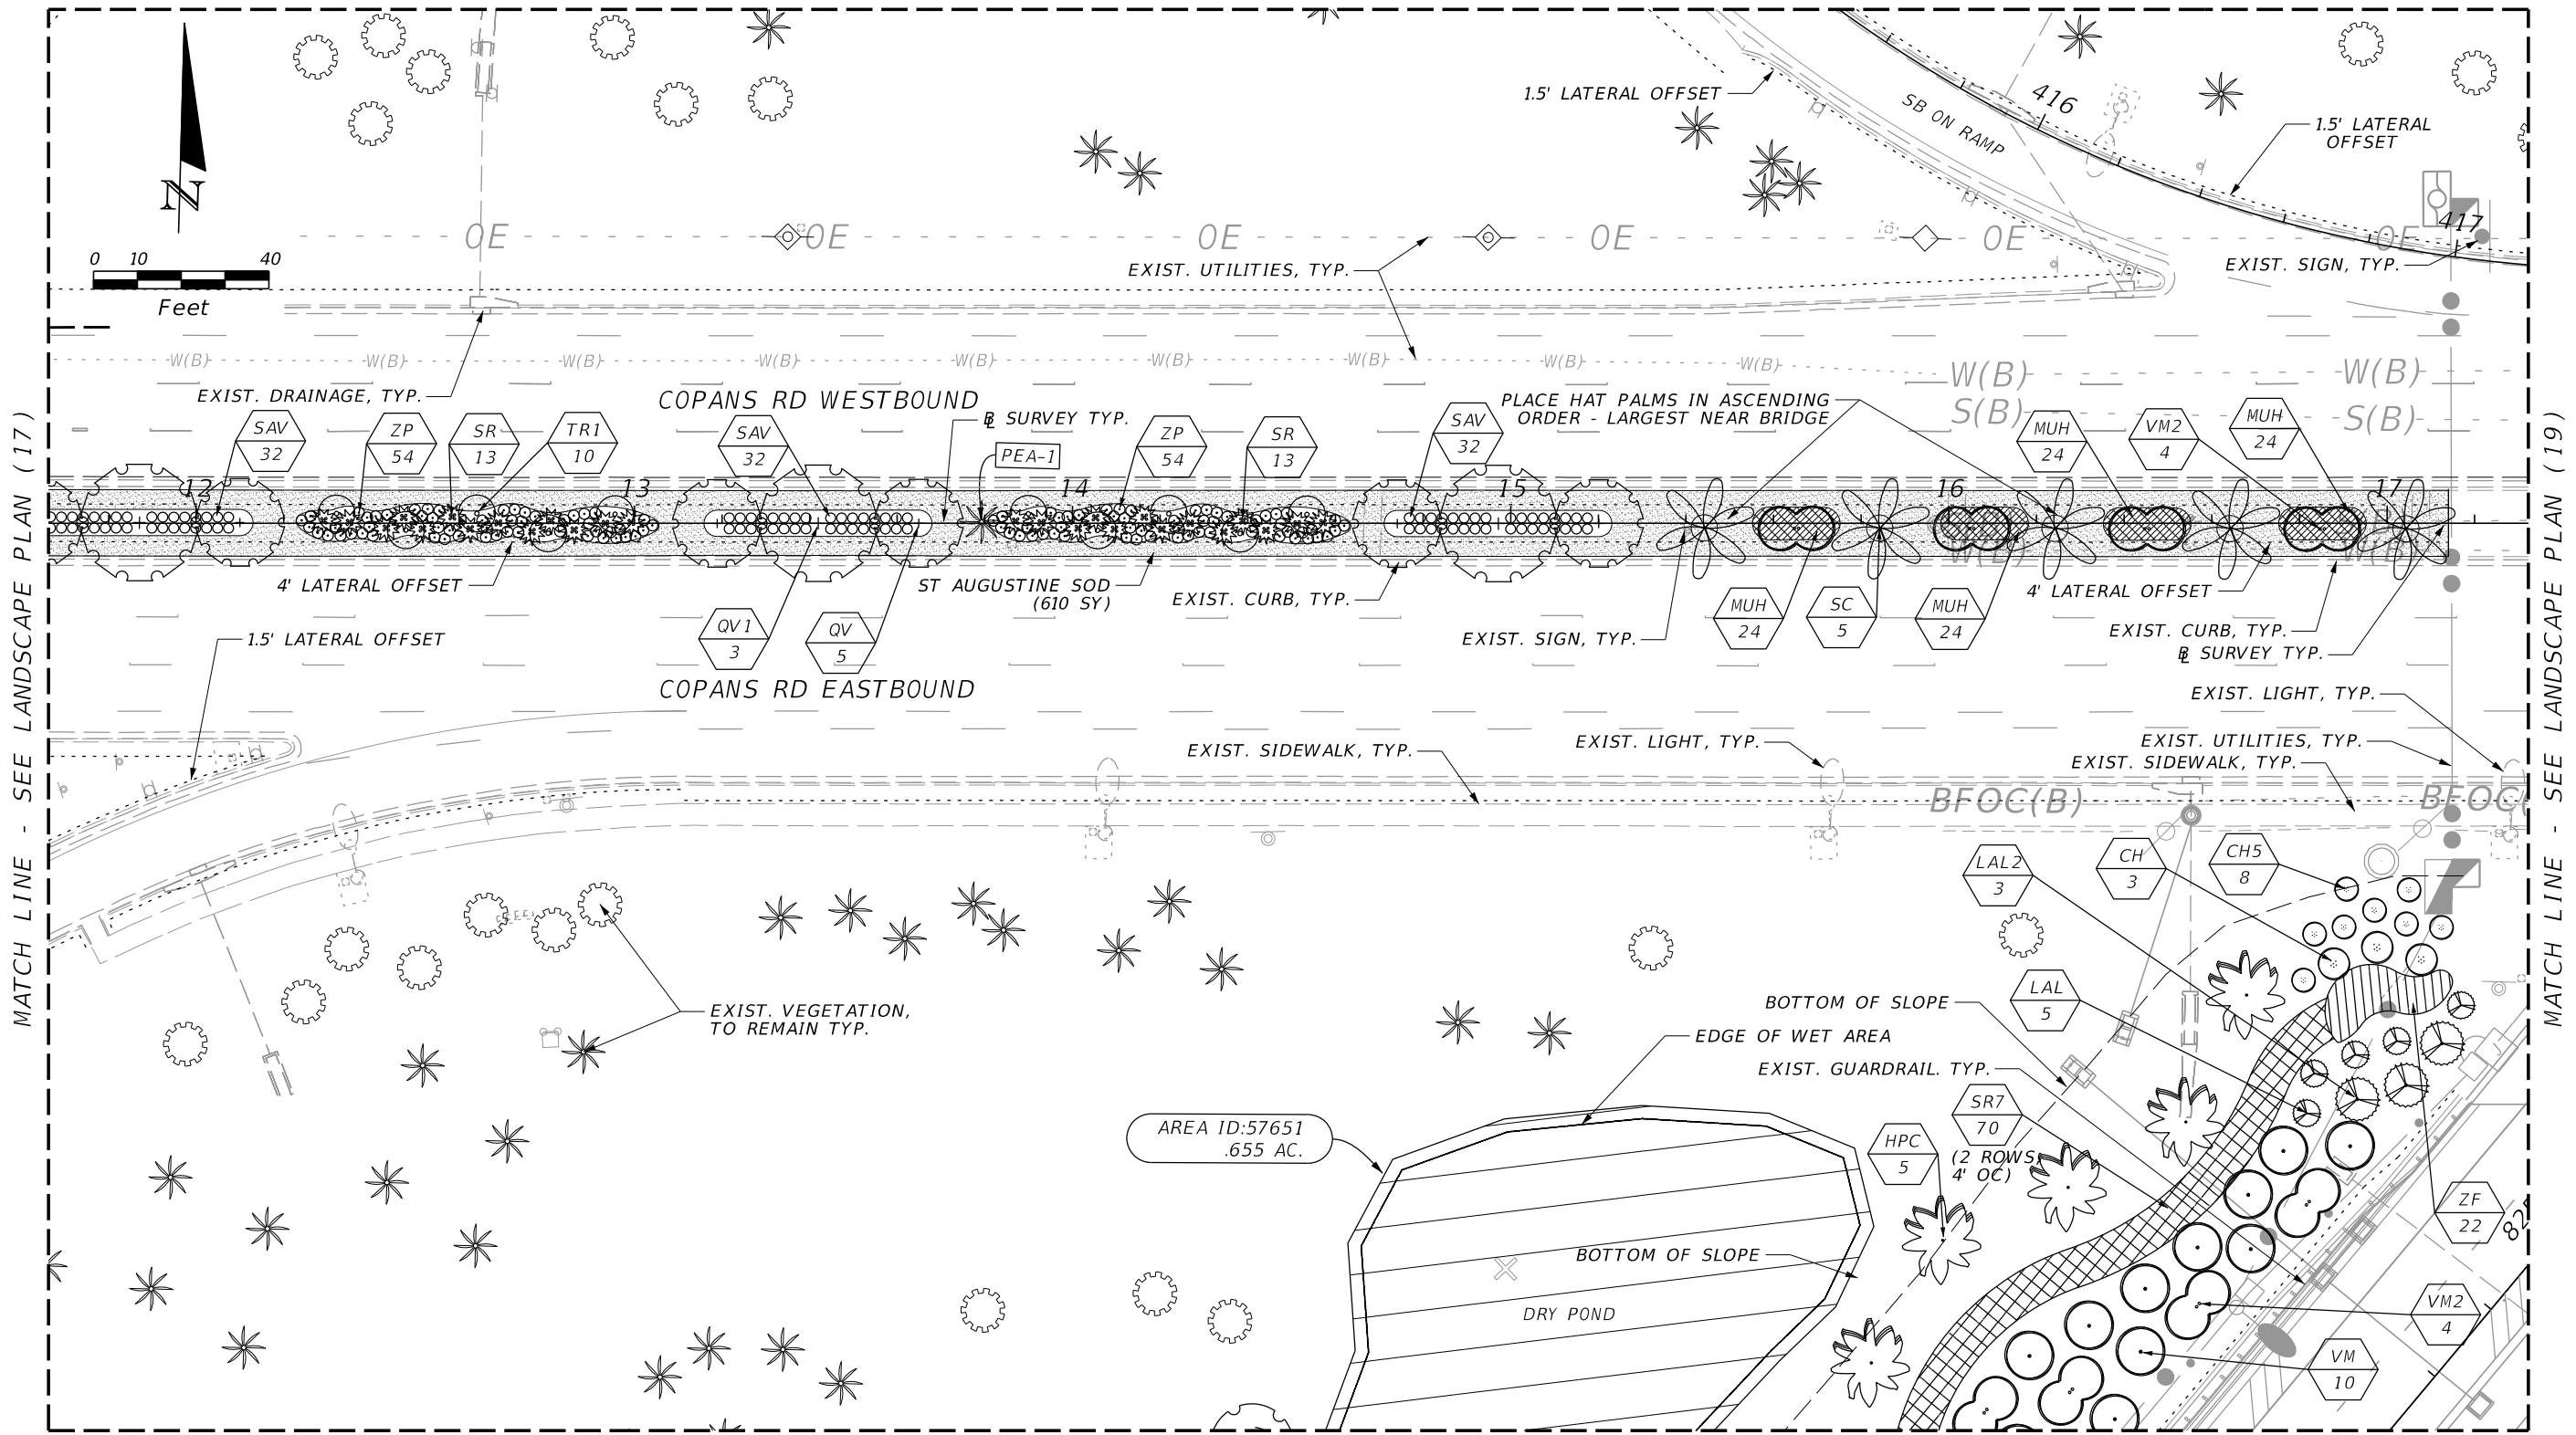 416
1.5' LATERAL OFFSET
SB ON RAMP
1.5' LATERAL
OFFSET
N
417
OE
OE
OE
OE
OE
OE
0 10 40
Feet
EXIST. UTILITIES, TYP.
EXIST. SIGN, TYP.
W(B)
W(B)
W(B)
W(B)
W(B)
W(B)
W(B)
W(B)
W(B)
W(B)
W(B)
S(B)
S(B)
EXIST. DRAINAGE, TYP.
COPANS RD WESTBOUND
BL SURVEY TYP.
PLACE HAT PALMS IN ASCENDING
ORDER - LARGEST NEAR BRIDGE
SAV
32
ZP
54
SR
13
TR1
10
SAV
32
PEA-1
ZP
54
SR
13
SAV
32
MUH
24
VM2
4
MUH
24
12
13
14
15
16
17
W(B)
W(B)
4' LATERAL OFFSET
ST AUGUSTINE SOD
(610 SY)
EXIST. CURB, TYP.
EXIST. SIGN, TYP.
4' LATERAL OFFSET
EXIST. CURB, TYP.
BL SURVEY TYP.
QV1
3
QV
5
MUH
24
SC
5
MUH
24
1.5' LATERAL OFFSET
COPANS RD EASTBOUND
EXIST. LIGHT, TYP.
EXIST. SIDEWALK, TYP.
EXIST. LIGHT, TYP.
EXIST. UTILITIES, TYP.
EXIST. SIDEWALK, TYP.
BFOC(B)
BFOC(
MATCH LINE - SEE LANDSCAPE PLAN (17)
MATCH LINE - SEE LANDSCAPE PLAN (19)
LAL2
3
CH
3
CH5
8
LAL
5
EXIST. VEGETATION,
TO REMAIN TYP.
BOTTOM OF SLOPE
EDGE OF WET AREA
EXIST. GUARDRAIL. TYP.
AREA ID:57651
.655 AC.
SR7
70
(2 ROWS,
4' OC)
HPC
5
ZF
22
82
BOTTOM OF SLOPE
DRY POND
VM2
4
VM
10